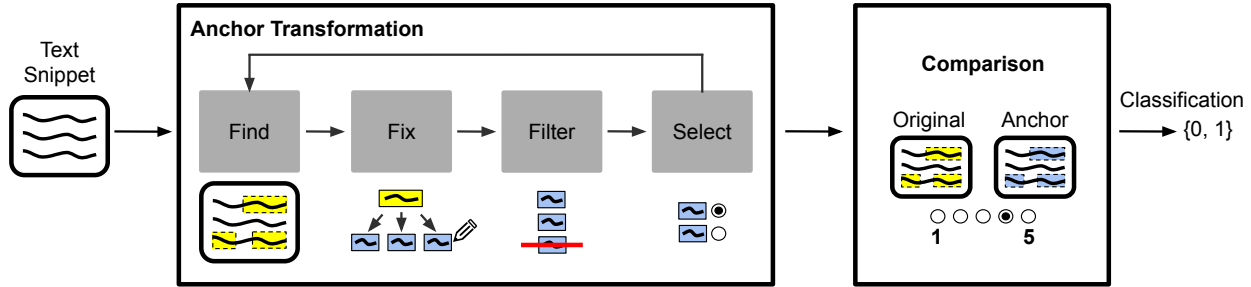 Text
Snippet
Anchor Transformation
Find
Fix
Filter
Select
Comparison
Original
Anchor
1
5
Classification
{0, 1}